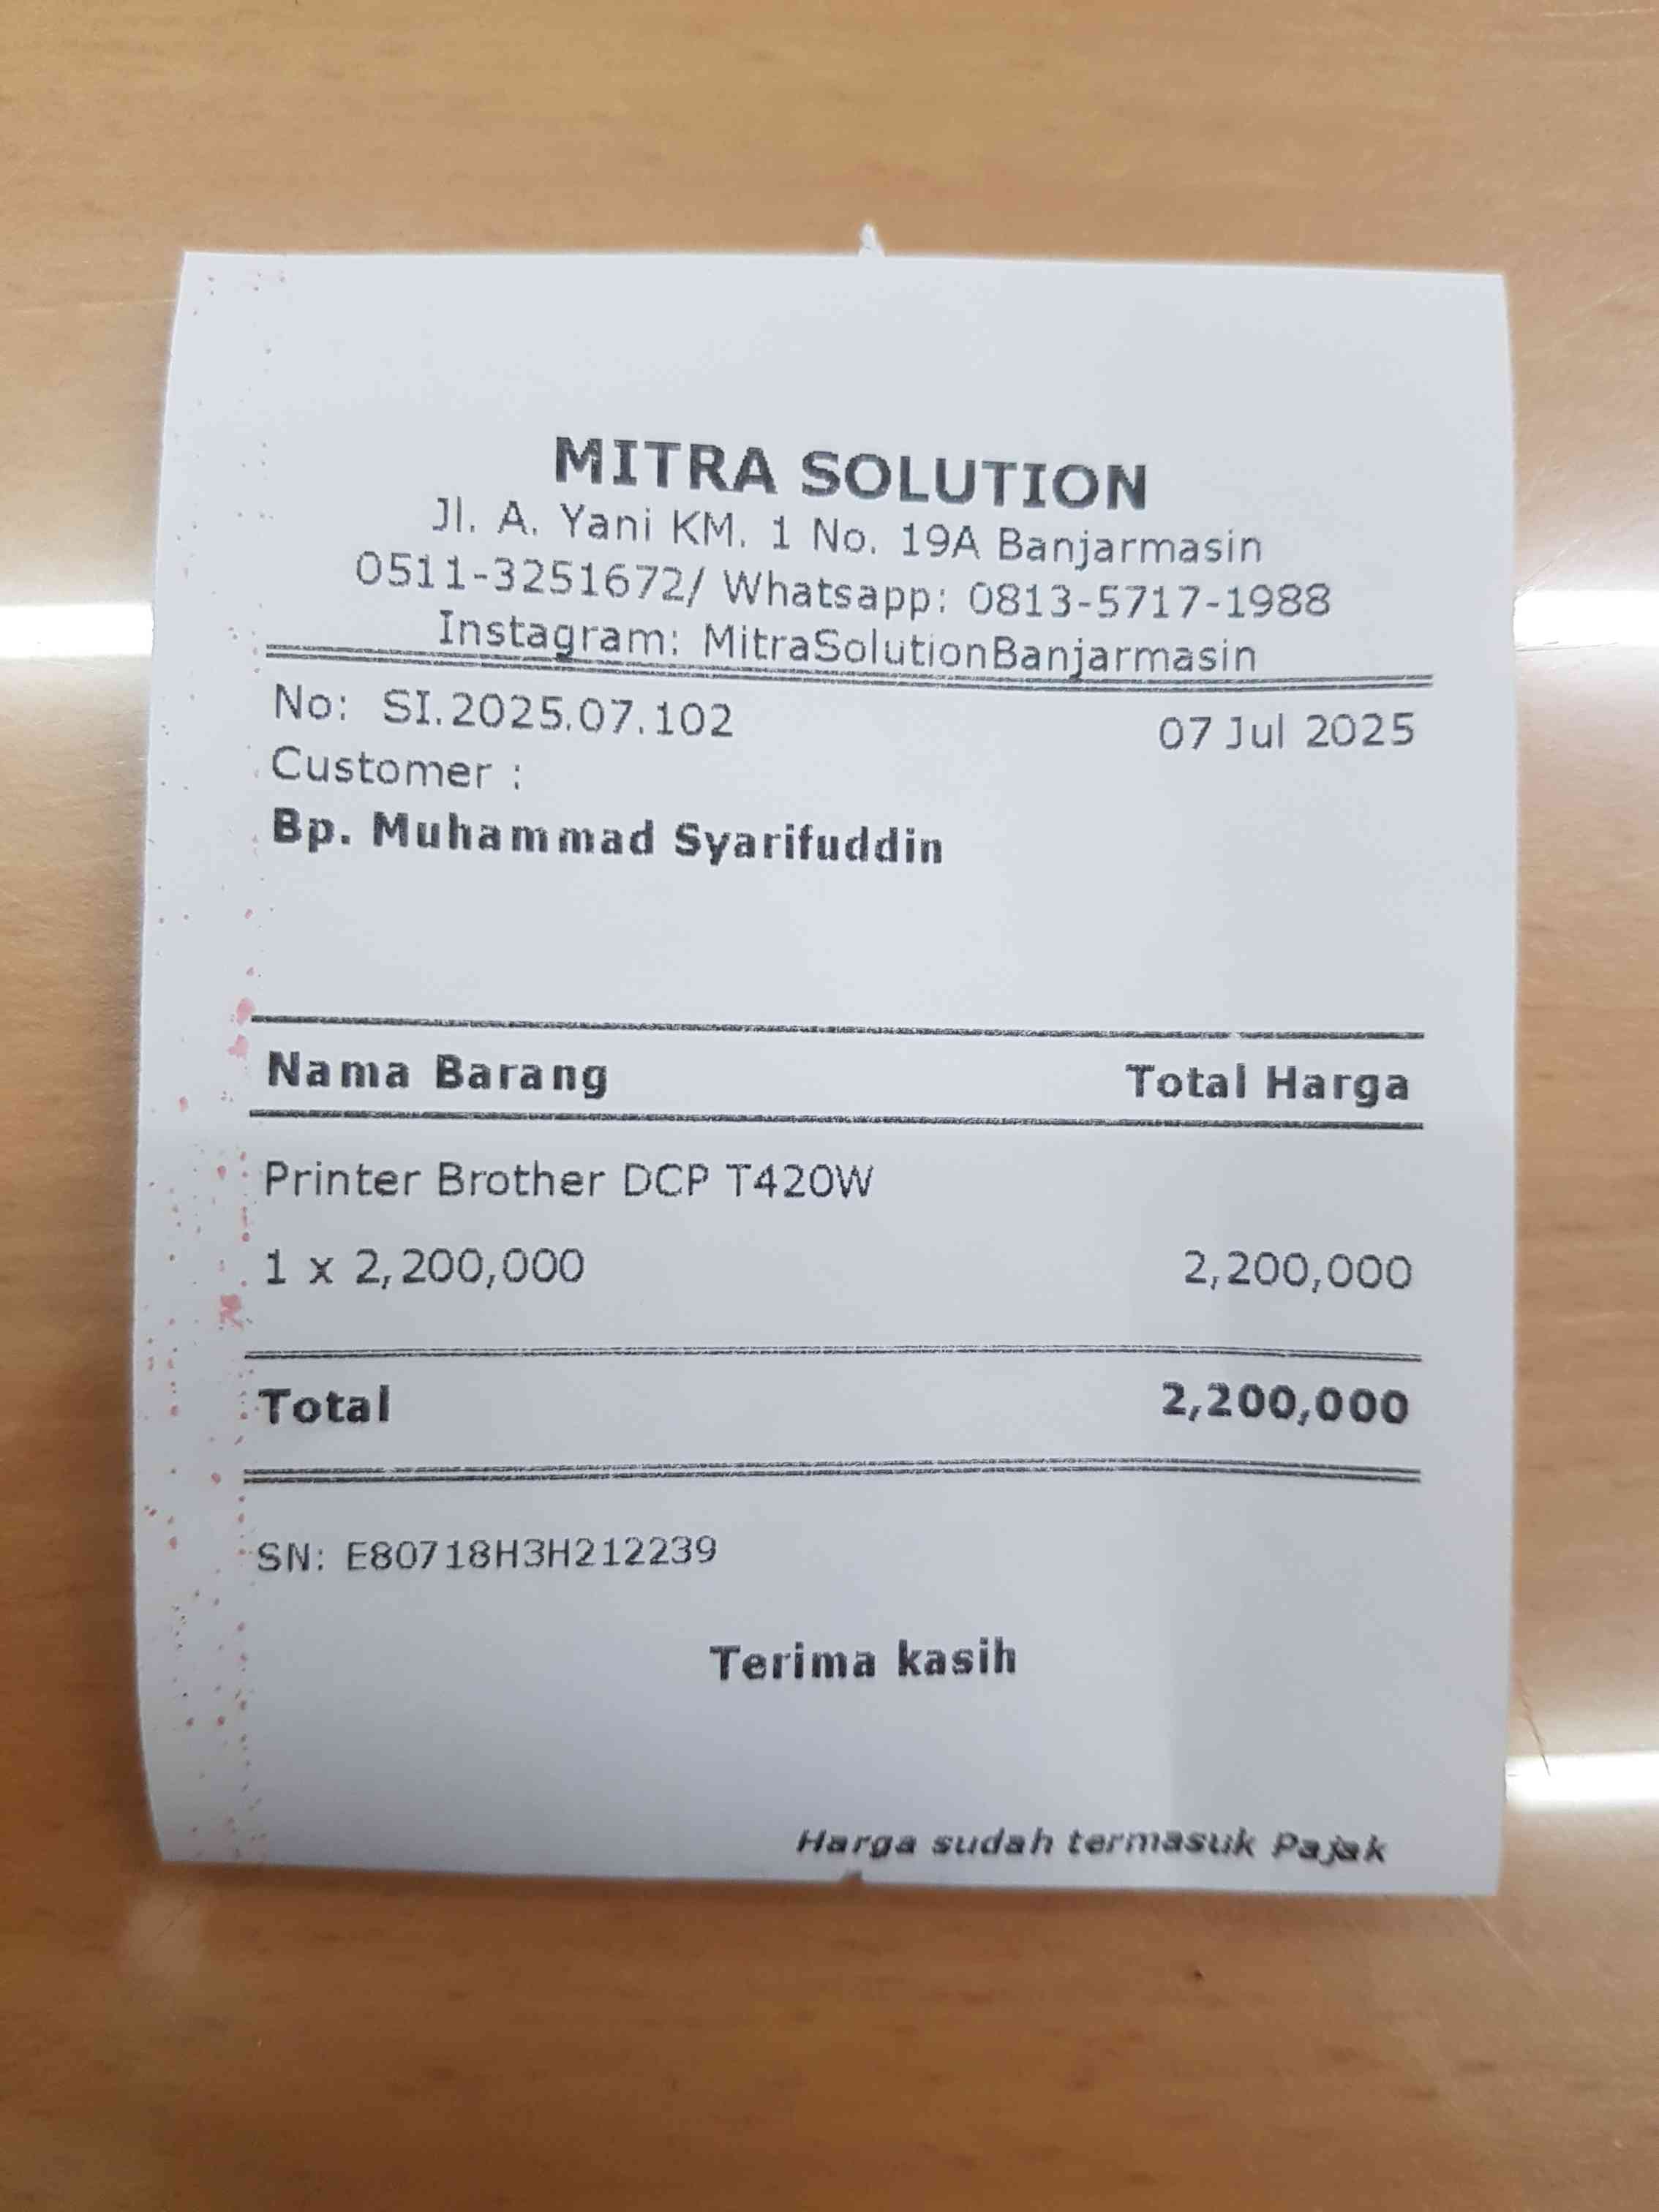 MITRA SOLUTION
Jl. A. Yani KM. 1 No. 19A Banjarmasin
0511-3251672/ Whatsapp: 0813-5717-1988
Instagram: MitraSolutionBanjarmasin
No: SI.2025.07.102 07 Jul 2025
Customer :
Bp. Muhammad Syarifuddin
Nama Barang Total Harga
Printer Brother DCP T420W
1 x 2,200,000 2,200,000
Total 2,200,000
SN: E80718H3H212239
Terima kasih
Harga sudah termasuk Pajak